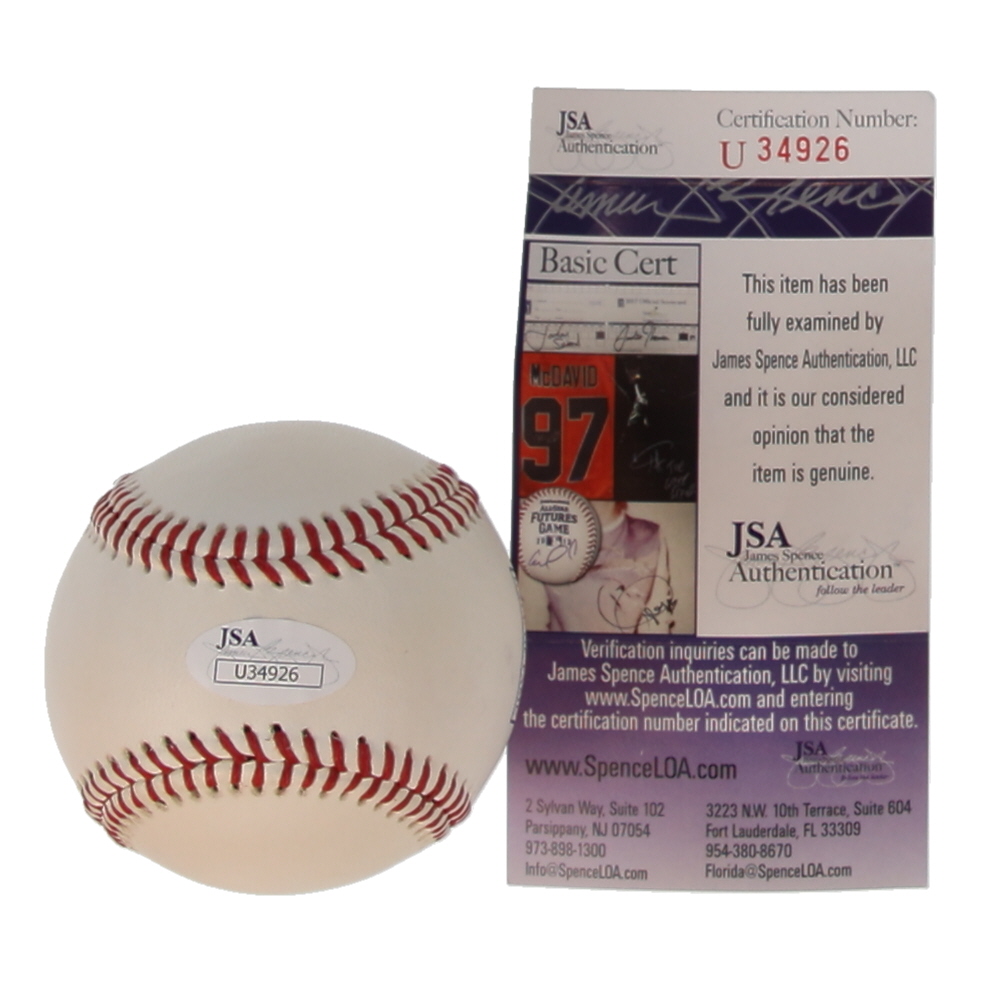 JSA
James Spence
Authentication
Certification Number:
U 34926
Basic Cert
McDAVID
97
ALL-STAR
FUTURES
GAME
This item has been
fully examined by
James Spence Authentication, LLC
and it is our considered
opinion that the
item is genuine.
JSA
James Spence
Authentication
follow the leader
JSA
U34926
Verification inquiries can be made to
James Spence Authentication, LLC by visiting
www.SpenceLOA.com and entering
the certification number indicated on this certificate.
www.SpenceLOA.com
JSA
Authentication
2 Sylvan Way, Suite 102
Parsippany, NJ 07054
973-898-1300
Info@SpenceLOA.com
3223 N.W. 10th Terrace, Suite 604
Fort Lauderdale, FL 33309
954-380-8670
Florida@SpenceLOA.com